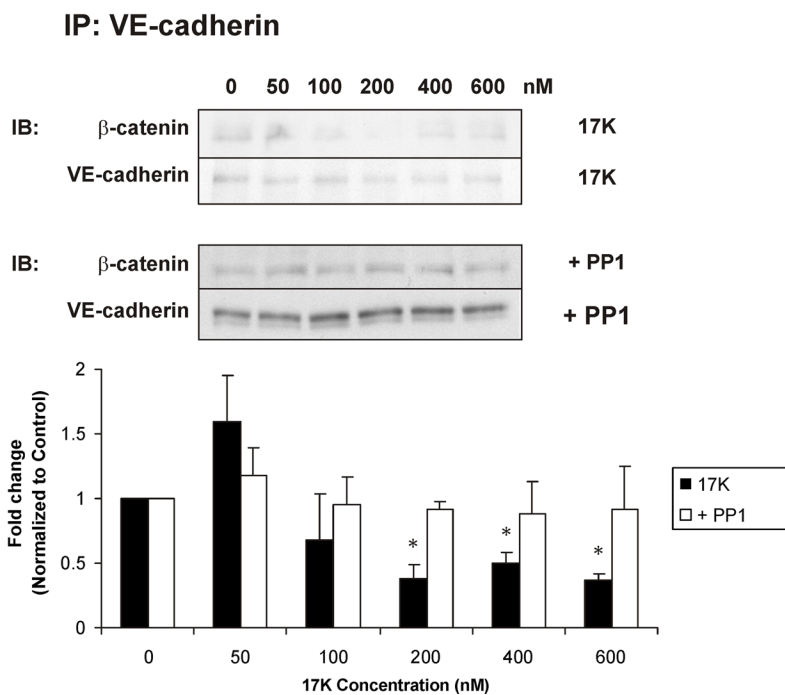 IP: VE-cadherin
0 50 100 200 400 600 nM
IB: β-catenin 17K
VE-cadherin 17K
IB: β-catenin + PP1
VE-cadherin + PP1
Fold change
(Normalized to Control)
2
1.5
1
0.5
0
* * *
17K
+ PP1
0 50 100 200 400 600
17K Concentration (nM)